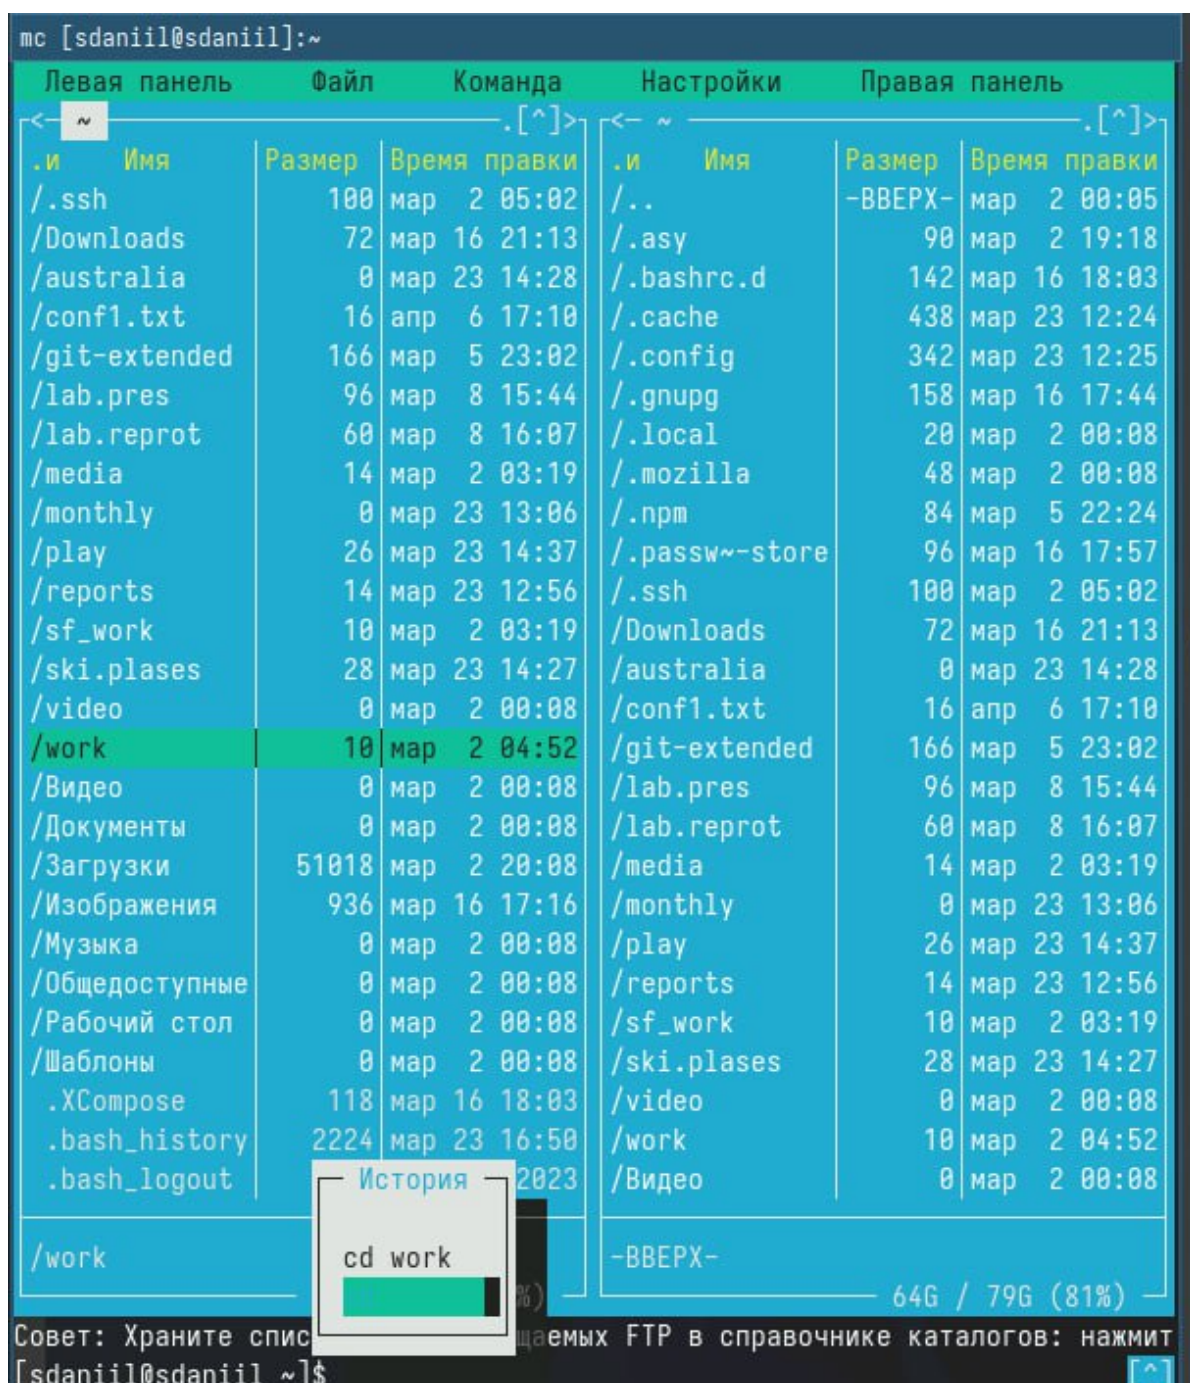 mc [sdaniil@sdaniil]:~
Левая панель Файл Команда Настройки Правая панель
<— ~ .[^]> <— ~ .[^]>
.и Имя Размер Время правки .и Имя Размер Время правки
/.ssh 100 мар 2 05:02 /.. -ВВЕРХ- мар 2 00:05
/Downloads 72 мар 16 21:13 /.asy 90 мар 2 19:18
/australia 0 мар 23 14:28 /.bashrc.d 142 мар 16 18:03
/conf1.txt 16 апр 6 17:10 /.cache 438 мар 23 12:24
/git-extended 166 мар 5 23:02 /.config 342 мар 23 12:25
/lab.pres 96 мар 8 15:44 /.gnupg 158 мар 16 17:44
/lab.reprot 60 мар 8 16:07 /.local 20 мар 2 00:08
/media 14 мар 2 03:19 /.mozilla 48 мар 2 00:08
/monthly 0 мар 23 13:06 /.npm 84 мар 5 22:24
/play 26 мар 23 14:37 /.passw~-store 96 мар 16 17:57
/reports 14 мар 23 12:56 /.ssh 100 мар 2 05:02
/sf_work 10 мар 2 03:19 /Downloads 72 мар 16 21:13
/ski.plases 28 мар 23 14:27 /australia 0 мар 23 14:28
/video 0 мар 2 00:08 /conf1.txt 16 апр 6 17:10
/work 10 мар 2 04:52 /git-extended 166 мар 5 23:02
/Видео 0 мар 2 00:08 /lab.pres 96 мар 8 15:44
/Документы 0 мар 2 00:08 /lab.reprot 60 мар 8 16:07
/Загрузки 51018 мар 2 20:08 /media 14 мар 2 03:19
/Изображения 936 мар 16 17:16 /monthly 0 мар 23 13:06
/Музыка 0 мар 2 00:08 /play 26 мар 23 14:37
/Общедоступные 0 мар 2 00:08 /reports 14 мар 23 12:56
/Рабочий стол 0 мар 2 00:08 /sf_work 10 мар 2 03:19
/Шаблоны 0 мар 2 00:08 /ski.plases 28 мар 23 14:27
.XCompose 118 мар 16 18:03 /video 0 мар 2 00:08
.bash_history 2224 мар 23 16:50 /work 10 мар 2 04:52
.bash_logout История 2023 /Видео 0 мар 2 00:08
/work cd work -ВВЕРХ-
%) 64G / 79G (81%)
Совет: Храните спис щаемых FTP в справочнике каталогов: нажмит
[sdaniil@sdaniil ~]$ [^]